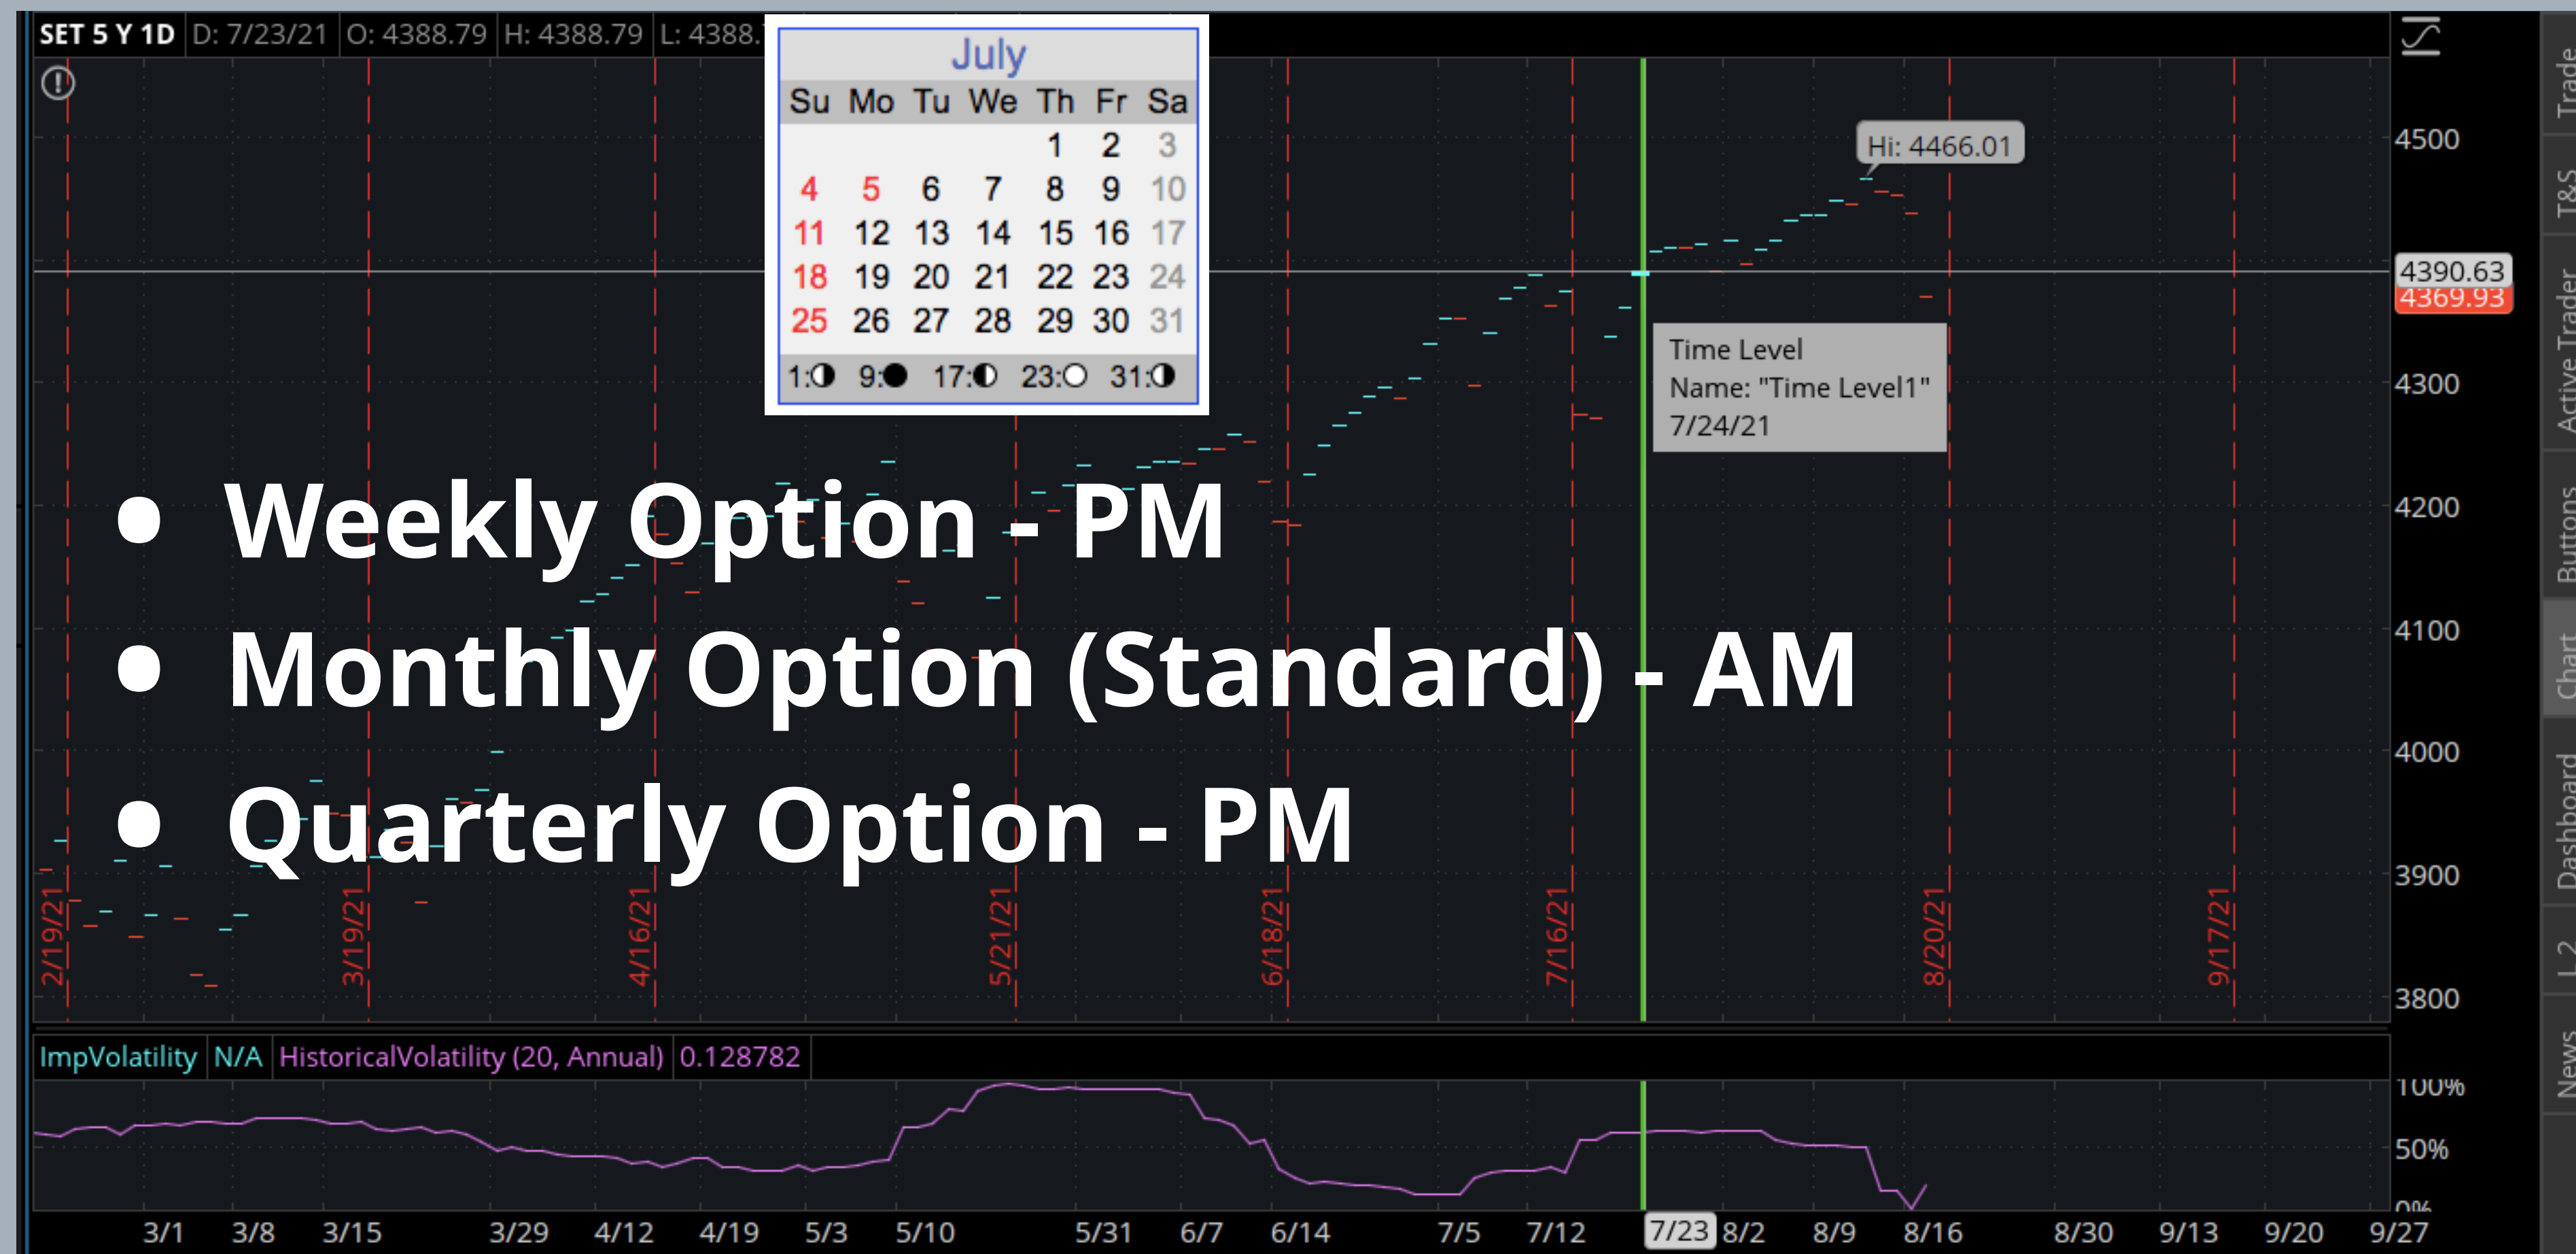 SET 5 Y 1D D: 7/23/21 O: 4388.79 H: 4388.79 L: 4388.
July
Su Mo Tu We Th Fr Sa
1 2 3
4 5 6 7 8 9 10
11 12 13 14 15 16 17
18 19 20 21 22 23 24
25 26 27 28 29 30 31
1: 9: 17: 23: 31:
Hi: 4466.01
4500
4390.63
4369.93
4300
4200
4100
4000
3900
3800
Time Level
Name: "Time Level1"
7/24/21
• Weekly Option - PM
• Monthly Option (Standard) - AM
• Quarterly Option - PM
2/19/21
3/19/21
4/16/21
5/21/21
6/18/21
7/16/21
8/20/21
9/17/21
ImpVolatility N/A HistoricalVolatility (20, Annual) 0.128782
100%
50%
0%
3/1 3/8 3/15 3/29 4/12 4/19 5/3 5/10 5/31 6/7 6/14 7/5 7/12 7/23 8/2 8/9 8/16 8/30 9/13 9/20 9/27
Trade
T&S
Active Trader
Buttons
Chart
Dashboard
L 2
News